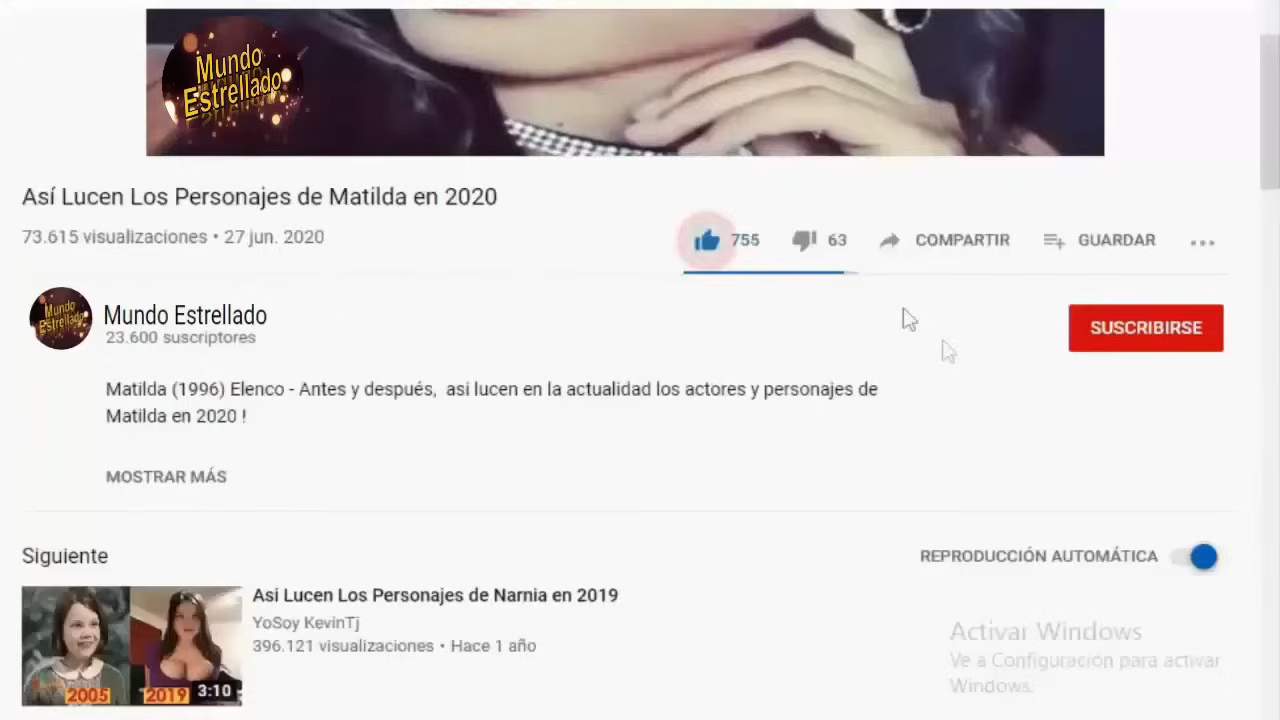 Mundo
Estrellado
Así Lucen Los Personajes de Matilda en 2020
73.615 visualizaciones • 27 jun. 2020
755
63
COMPARTIR
GUARDAR
Mundo
Estrellado
Mundo Estrellado
23.600 suscriptores
SUSCRIBIRSE
Matilda (1996) Elenco - Antes y después, asi lucen en la actualidad los actores y personajes de
Matilda en 2020 !
MOSTRAR MÁS
Siguiente
REPRODUCCIÓN AUTOMÁTICA
Asi Lucen Los Personajes de Narnia en 2019
YoSoy KevinTj
396.121 visualizaciones • Hace 1 año
2005
2019
3:10
Activar Windows
Ve a Configuración para activar
Windows.